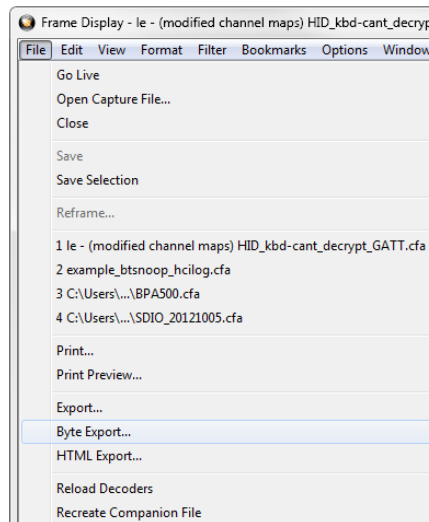 Frame Display - le - (modified channel maps) HID_kbd-cant_decryp
File Edit View Format Filter Bookmarks Options Window
Go Live
Open Capture File...
Close
Save
Save Selection
Reframe...
1 le - (modified channel maps) HID_kbd-cant_decrypt_GATT.cfa
2 example_btsnoop_hcilog.cfa
3 C:\Users\...\BPA500.cfa
4 C:\Users\...\SDIO_20121005.cfa
Print...
Print Preview...
Export...
Byte Export...
HTML Export...
Reload Decoders
Recreate Companion File